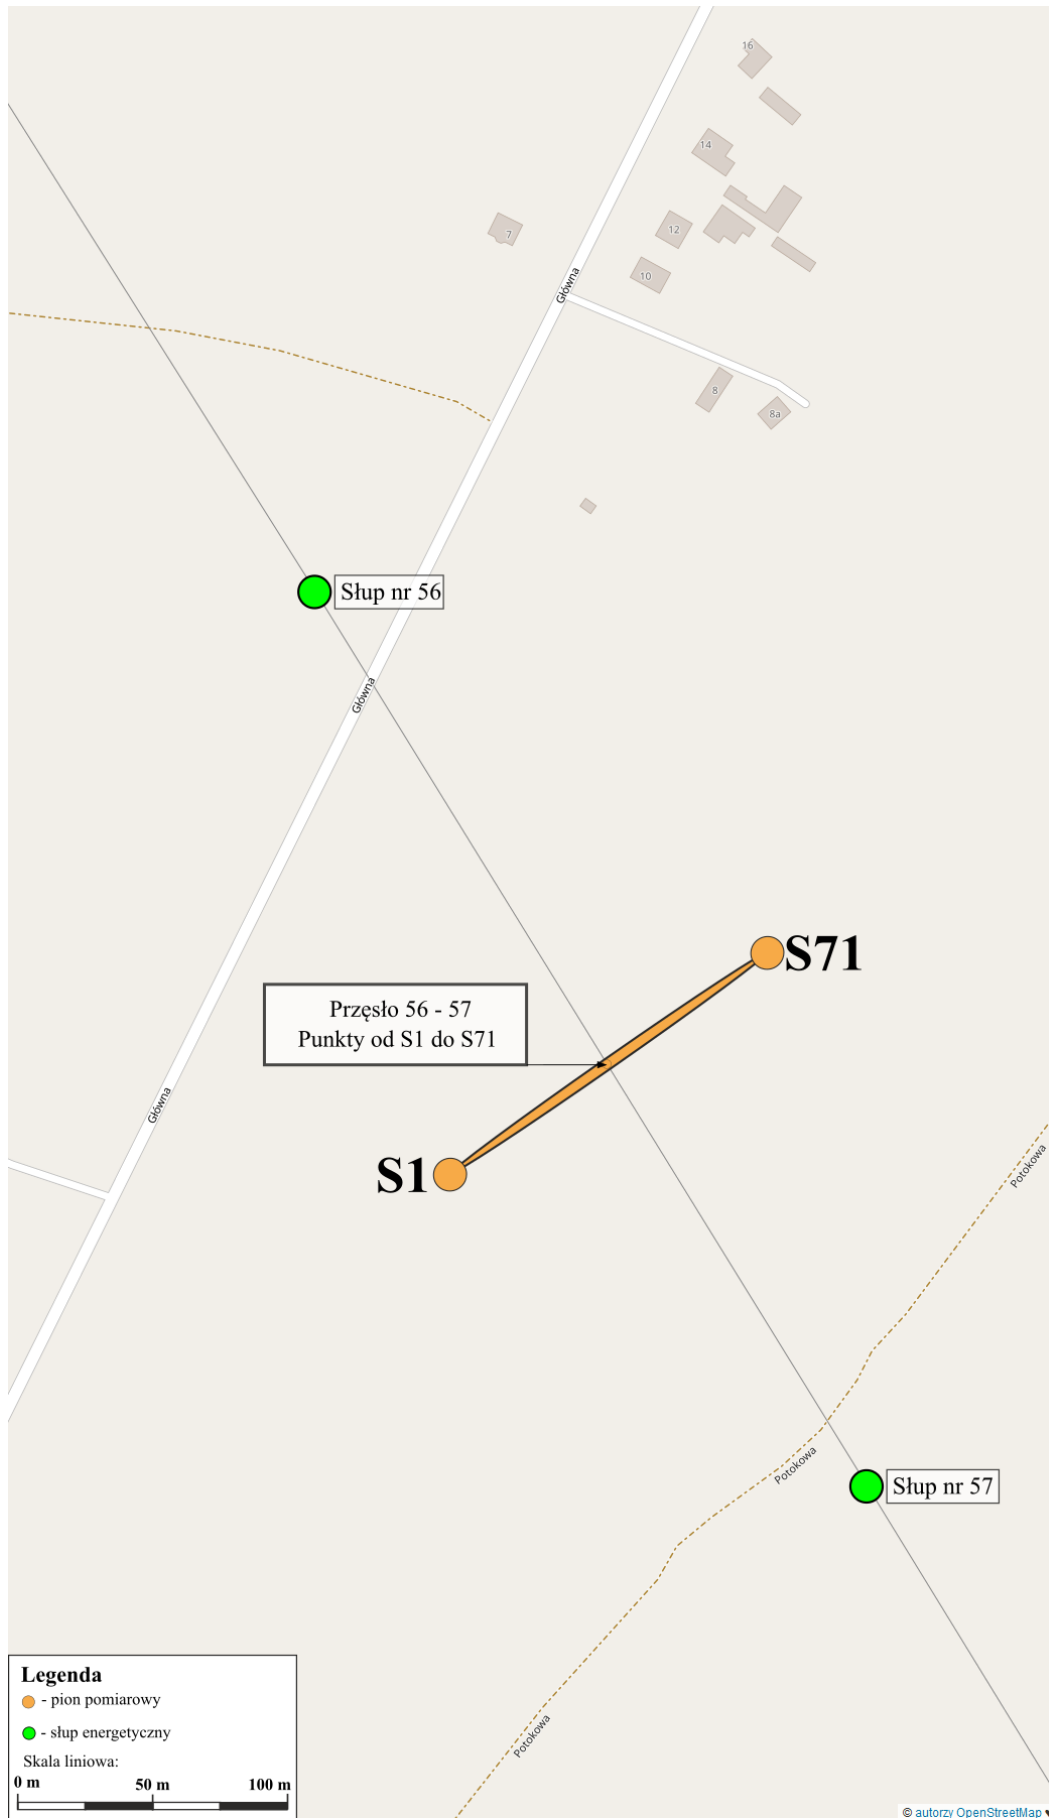 16
14
7
12
10
Główna
8
8a
Słup nr 56
Główna
S71
Przęsło 56 - 57
Punkty od S1 do S71
Główna
S1
Potokowa
Potokowa
Słup nr 57
Potokowa
Legenda
- pion pomiarowy
- słup energetyczny
Skala liniowa:
0 m 50 m 100 m
© autorzy OpenStreetMap